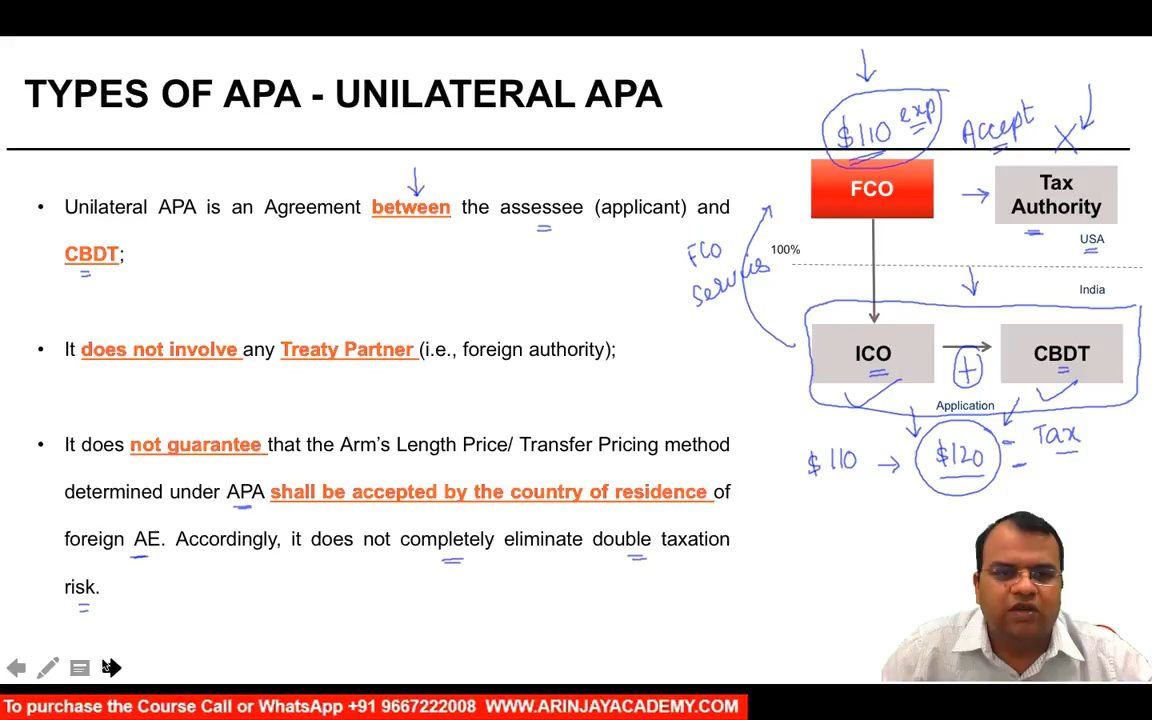 TYPES OF APA - UNILATERAL APA
• Unilateral APA is an Agreement between the assessee (applicant) and
CBDT;
• It does not involve any Treaty Partner (i.e., foreign authority);
• It does not guarantee that the Arm's Length Price/ Transfer Pricing method
determined under APA shall be accepted by the country of residence of
foreign AE. Accordingly, it does not completely eliminate double taxation
risk.
$110 exp
Accept X
FCO
Tax
Authority
USA
100%
FCO
Services
India
ICO
+
CBDT
Application
$110 → $120
Tax
To purchase the Course Call or WhatsApp +91 9667222008 WWW.ARINJAYACADEMY.COM